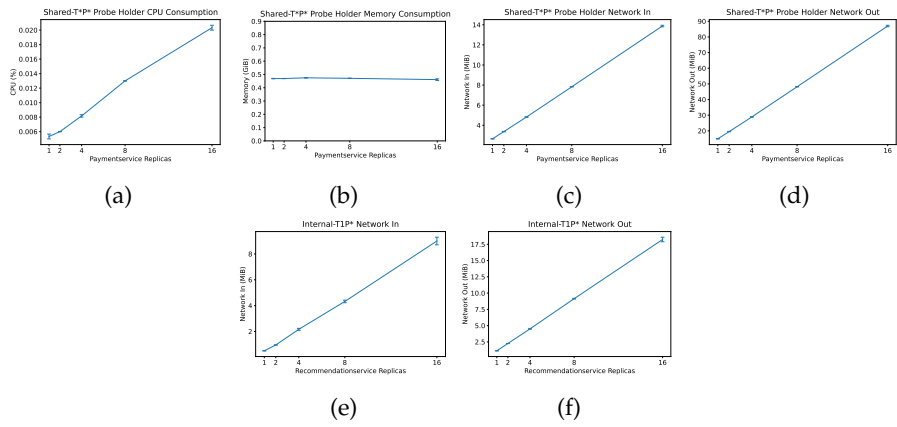 Shared-T*P* Probe Holder CPU Consumption
CPU (%)
0.020
0.018
0.016
0.014
0.012
0.010
0.008
0.006
1 2 4 8 16
Paymentservice Replicas
(a)
Shared-T*P* Probe Holder Memory Consumption
Memory (GiB)
0.9
0.8
0.7
0.6
0.5
0.4
0.3
0.2
0.1
0.0
1 2 4 8 16
Paymentservice Replicas
(b)
Shared-T*P* Probe Holder Network In
Network In (MiB)
14
12
10
8
6
4
1 2 4 8 16
Paymentservice Replicas
(c)
Shared-T*P* Probe Holder Network Out
Network Out (MiB)
90
80
70
60
50
40
30
20
1 2 4 8 16
Paymentservice Replicas
(d)
Internal-T1P* Network In
Network In (MiB)
8
6
4
2
1 2 4 8 16
Recommendationservice Replicas
(e)
Internal-T1P* Network Out
Network Out (MiB)
17.5
15.0
12.5
10.0
7.5
5.0
2.5
1 2 4 8 16
Recommendationservice Replicas
(f)